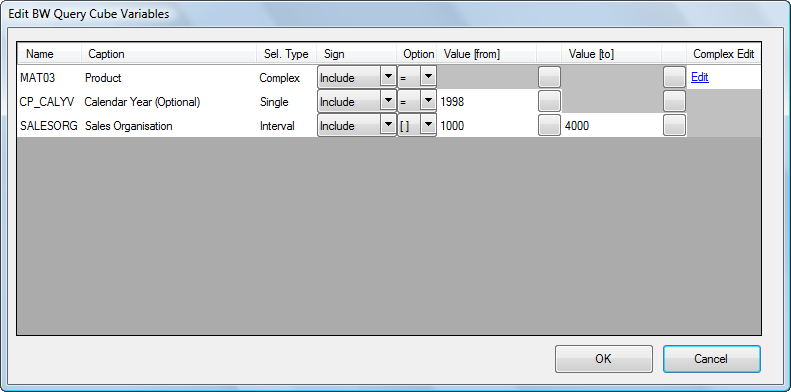 Edit BW Query Cube Variables
Name Caption Sel. Type Sign Option Value [from] Value [to] Complex Edit
MAT03 Product Complex Include = Edit
CP_CALYV Calendar Year (Optional) Single Include = 1998
SALESORG Sales Organisation Interval Include [ ] 1000 4000
OK Cancel